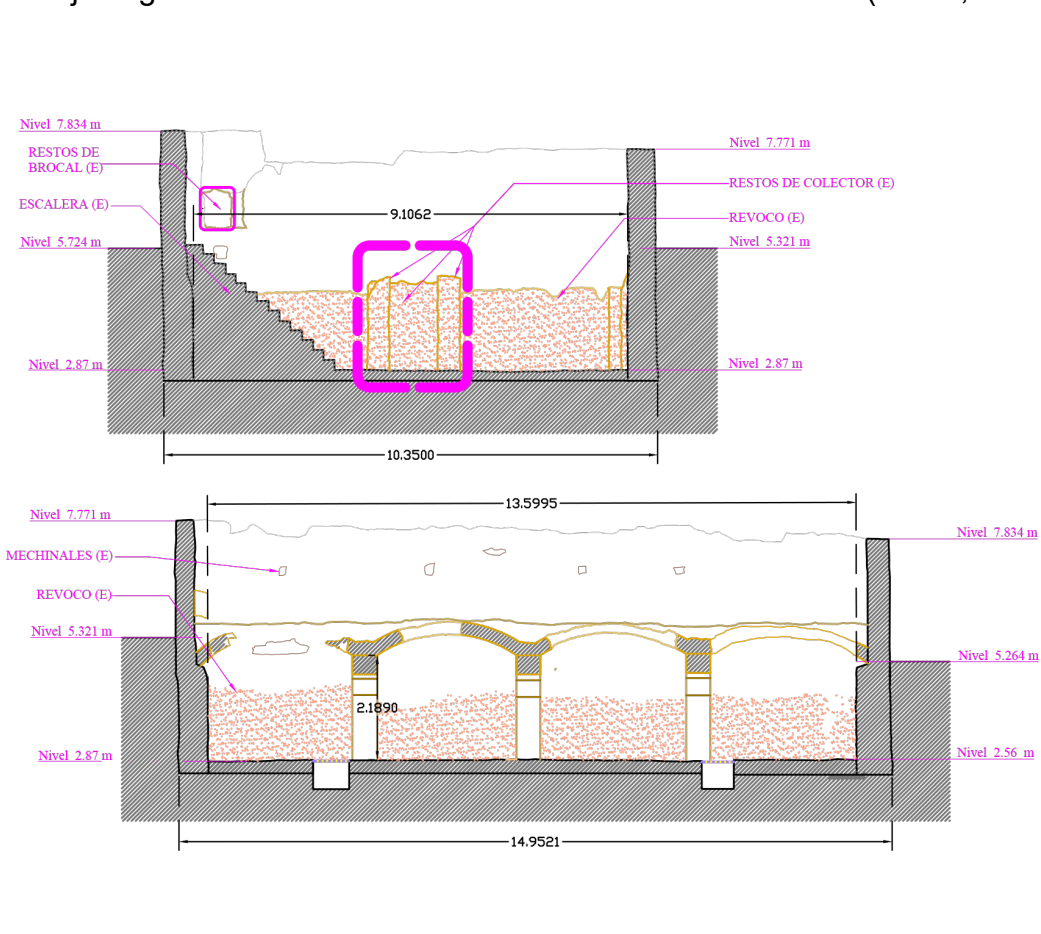 Nivel 7.834 m
Nivel 7.771 m
RESTOS DE
BROCAL (E)
RESTOS DE COLECTOR (E)
ESCALERA (E)
9.1062
REVOCO (E)
Nivel 5.724 m
Nivel 5.321 m
Nivel 2.87 m
Nivel 2.87 m
10.3500
13.5995
Nivel 7.771 m
Nivel 7.834 m
MECHINALES (E)
REVOCO (E)
Nivel 5.321 m
Nivel 5.264 m
2.1890
Nivel 2.87 m
Nivel 2.56 m
14.9521